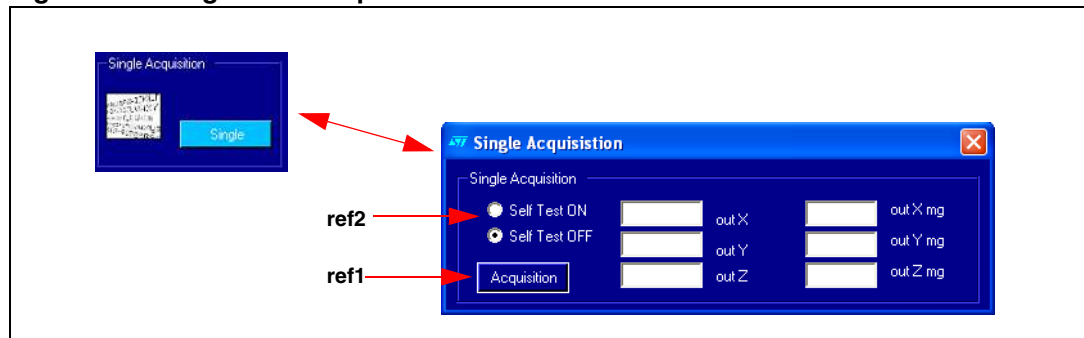 Single Acquisition
Single
Single Acquisistion
Single Acquisition
ref2
Self Test ON
Self Test OFF
out X
out Y
out Z
out X mg
out Y mg
out Z mg
ref1
Acquisition